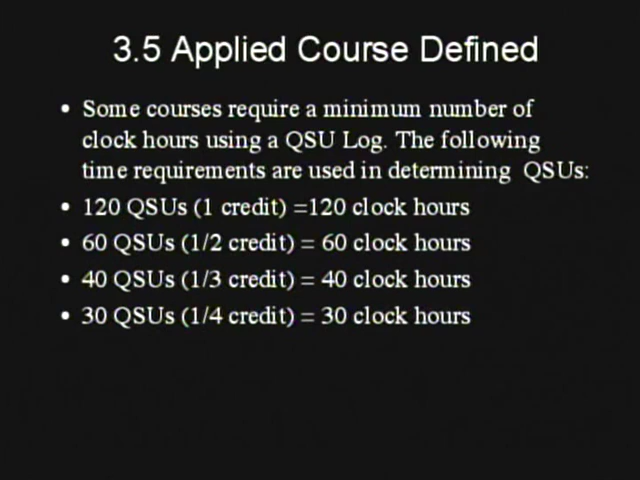 3.5 Applied Course Defined
• Some courses require a minimum number of
clock hours using a QSU Log. The following
time requirements are used in determining QSUs:
• 120 QSUs (1 credit) =120 clock hours
• 60 QSUs (1/2 credit) = 60 clock hours
• 40 QSUs (1/3 credit) = 40 clock hours
• 30 QSUs (1/4 credit) = 30 clock hours